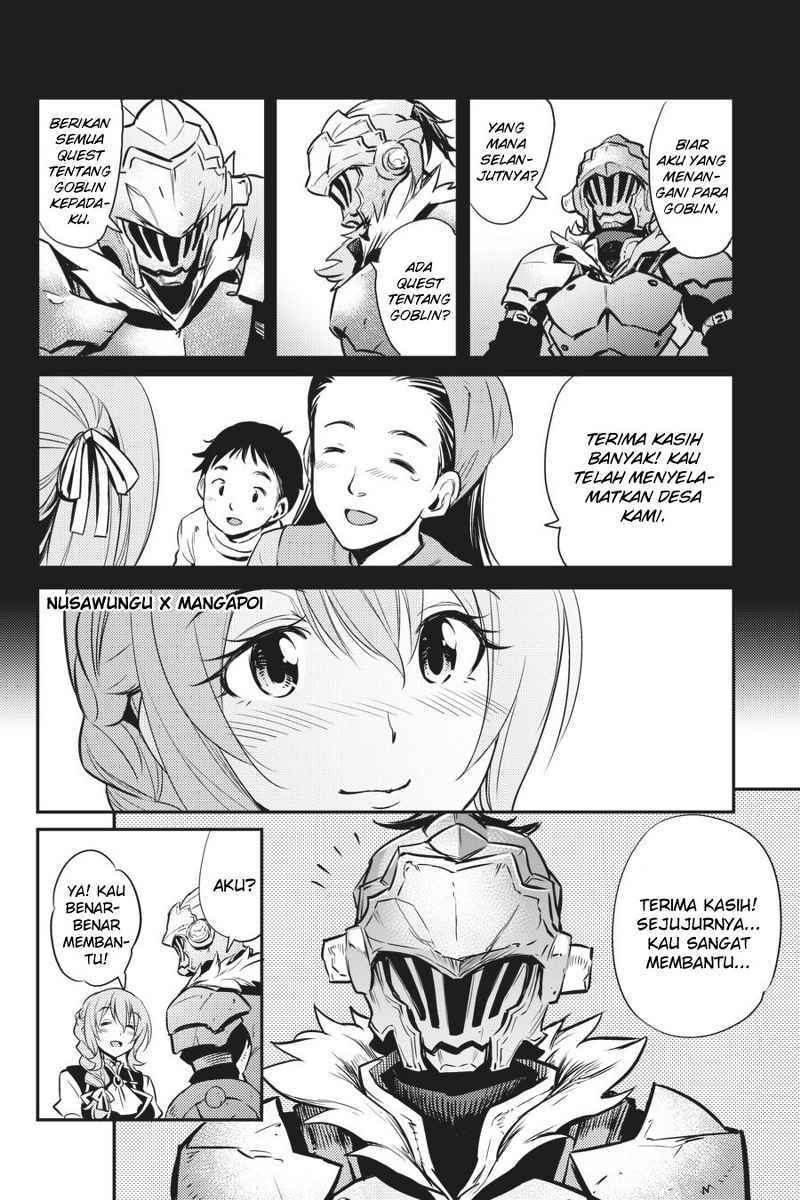 BIAR
AKU YANG
MENAN-
GANI PARA
GOBLIN.
YANG
MANA
SELAN-
JUTNYA?
ADA
QUEST
TENTANG
GOBLIN?
BERIKAN
SEMUA
QUEST
TENTANG
GOBLIN
KEPADA-
KU.
TERIMA KASIH
BANYAK! KAU
TELAH MENYELA-
MATKAN DESA
KAMI.
NUSAWUNGU X MANGAPOI
TERIMA KASIH!
SEJUJURNYA...
KAU SANGAT
MEMBANTU...
AKU?
YA! KAU
BENAR-
BENAR
MEMBAN-
TU!